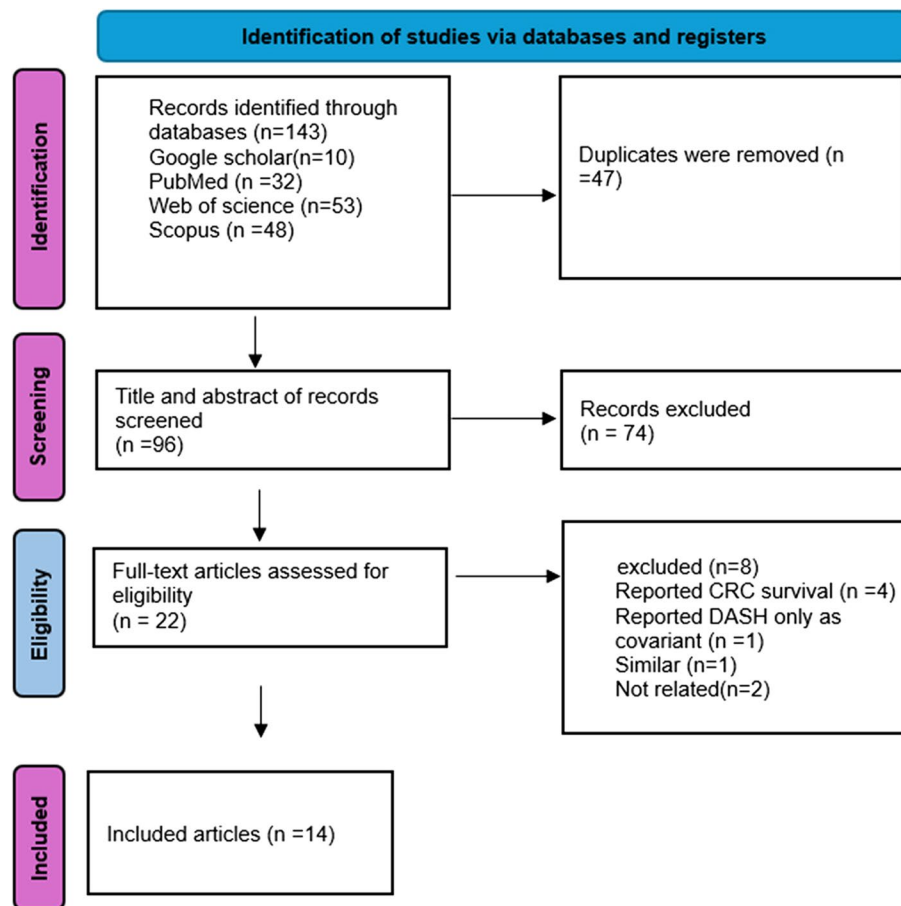 Identification of studies via databases and registers
Identification
Records identified through
databases (n=143)
Google scholar(n=10)
PubMed (n =32)
Web of science (n=53)
Scopus (n =48)
Duplicates were removed (n
=47)
Screening
Title and abstract of records
screened
(n =96)
Records excluded
(n = 74)
Eligibility
Full-text articles assessed for
eligibility
(n = 22)
excluded (n=8)
Reported CRC survival (n =4)
Reported DASH only as
covariant (n =1)
Similar (n=1)
Not related(n=2)
Included
Included articles (n =14)